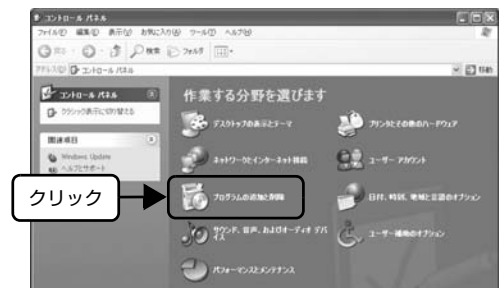 コントロール パネル
ファイル(F) 編集(E) 表示(V) お気に入り(A) ツール(T) ヘルプ(H)
戻る 検索 フォルダ
アドレス(D) コントロール パネル 移動
コントロール パネル
クラシック表示に切り替える
関連項目
Windows Update
ヘルプとサポート
作業する分野を選びます
デスクトップの表示とテーマ
プリンタとその他のハードウェア
ネットワークとインターネット接続
ユーザー アカウント
クリック
プログラムの追加と削除
日付、時刻、地域と言語のオプション
サウンド、音声、およびオーディオ デバイス
ユーザー補助のオプション
パフォーマンスとメンテナンス